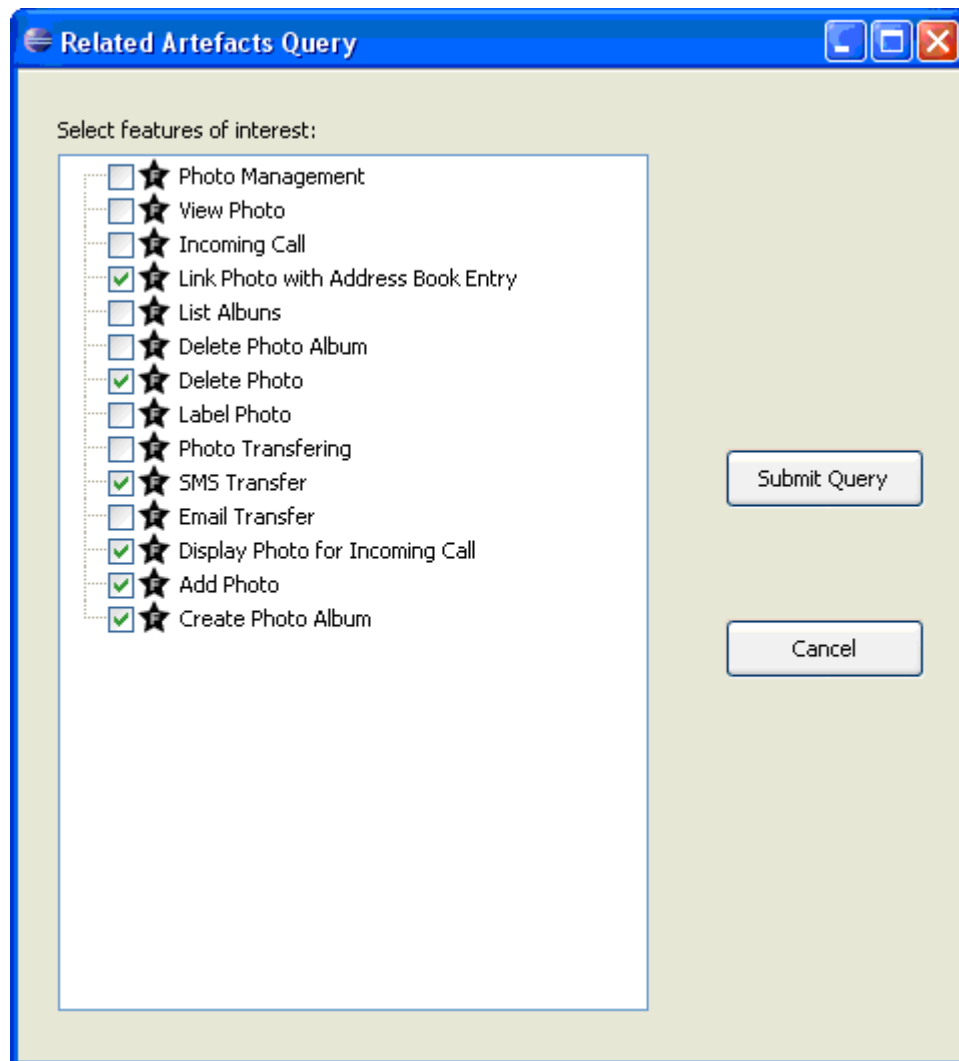 Related Artefacts Query
Select features of interest:
Photo Management
View Photo
Incoming Call
Link Photo with Address Book Entry
List Albuns
Delete Photo Album
Delete Photo
Label Photo
Photo Transfering
SMS Transfer
Email Transfer
Display Photo for Incoming Call
Add Photo
Create Photo Album
Submit Query
Cancel